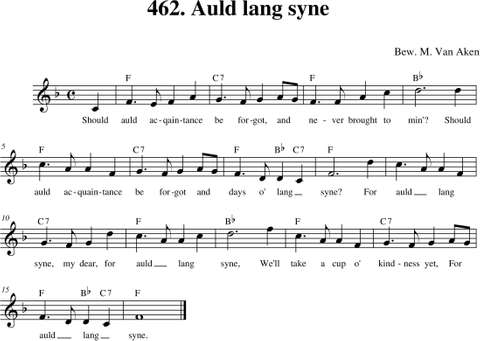 462. Auld lang syne
Bew. M. Van Aken
F C7 F B♭
Should auld ac-quain-tance be for-got, and ne-ver brought to min'? Should
5 F C7 F B♭ C7 F F
auld ac-quain-tance be for-got and days o' lang syne? For auld lang
10 C7 F B♭ F C7
syne, my dear, for auld lang syne, We'll take a cup o' kind-ness yet, For
15 F B♭ C7 F
auld lang syne.